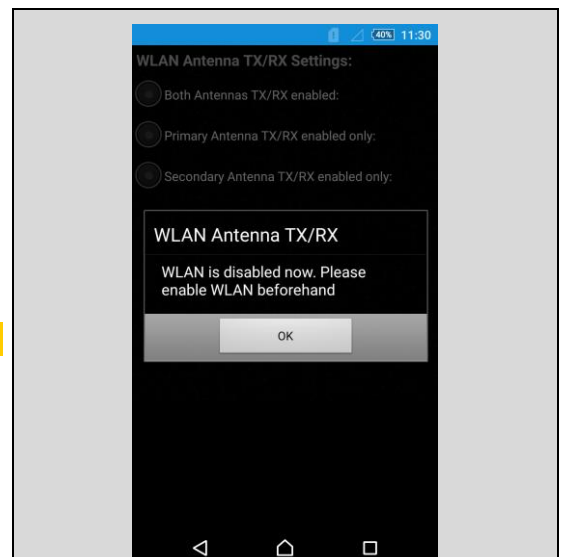 40% 11:30
WLAN Antenna TX/RX Settings:
Both Antennas TX/RX enabled:
Primary Antenna TX/RX enabled only:
Secondary Antenna TX/RX enabled only:
WLAN Antenna TX/RX
WLAN is disabled now. Please
enable WLAN beforehand
OK